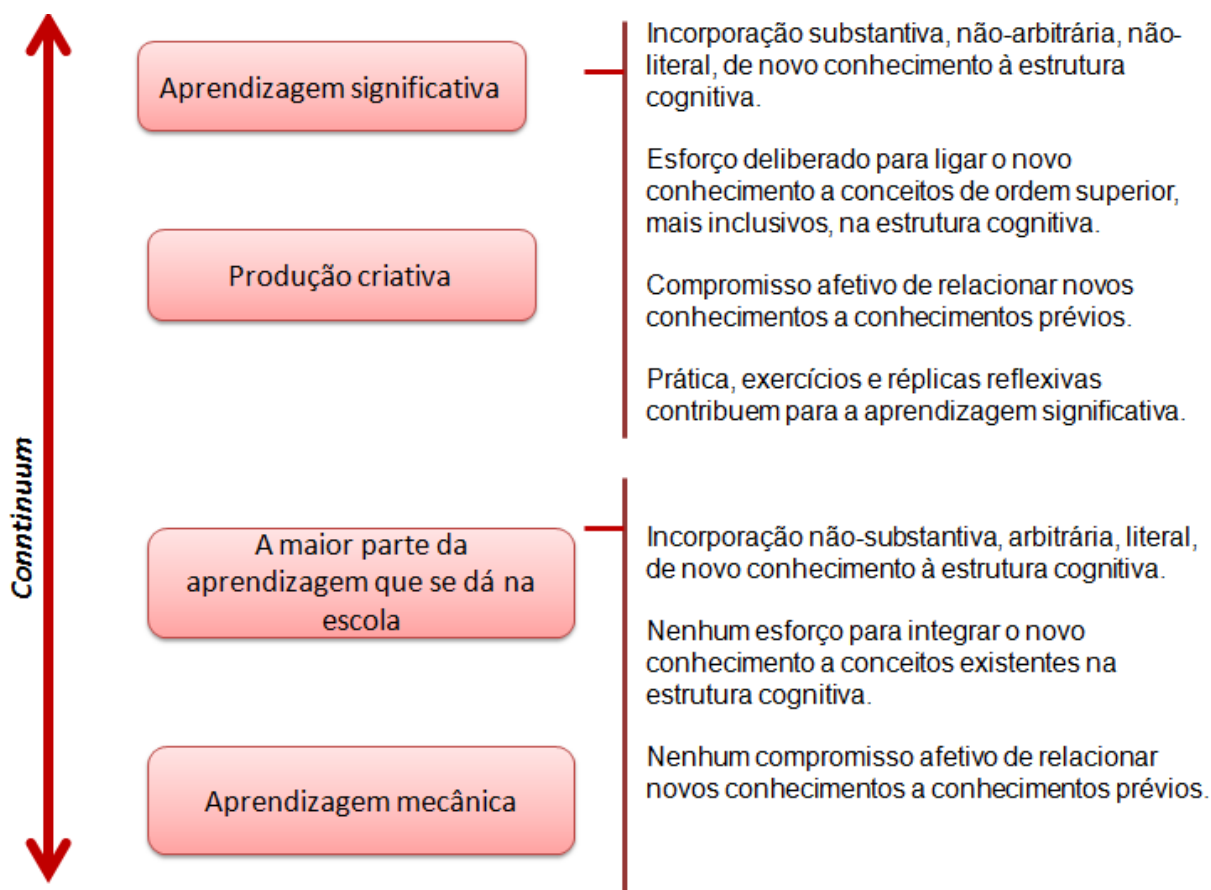 Aprendizagem significativa
Incorporação substantiva, não-arbitrária, não-
literal, de novo conhecimento à estrutura
cognitiva.
Esforço deliberado para ligar o novo
conhecimento a conceitos de ordem superior,
mais inclusivos, na estrutura cognitiva.
Produção criativa
Compromisso afetivo de relacionar novos
conhecimentos a conhecimentos prévios.
Prática, exercícios e réplicas reflexivas
contribuem para a aprendizagem significativa.
Conntinuum
A maior parte da
aprendizagem que se dá na
escola
Incorporação não-substantiva, arbitrária, literal,
de novo conhecimento à estrutura cognitiva.
Nenhum esforço para integrar o novo
conhecimento a conceitos existentes na
estrutura cognitiva.
Aprendizagem mecânica
Nenhum compromisso afetivo de relacionar
novos conhecimentos a conhecimentos prévios.